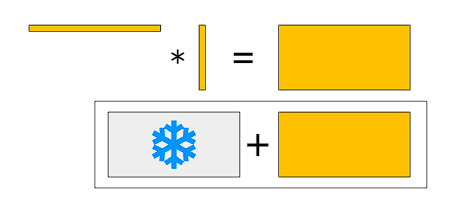 * =
+